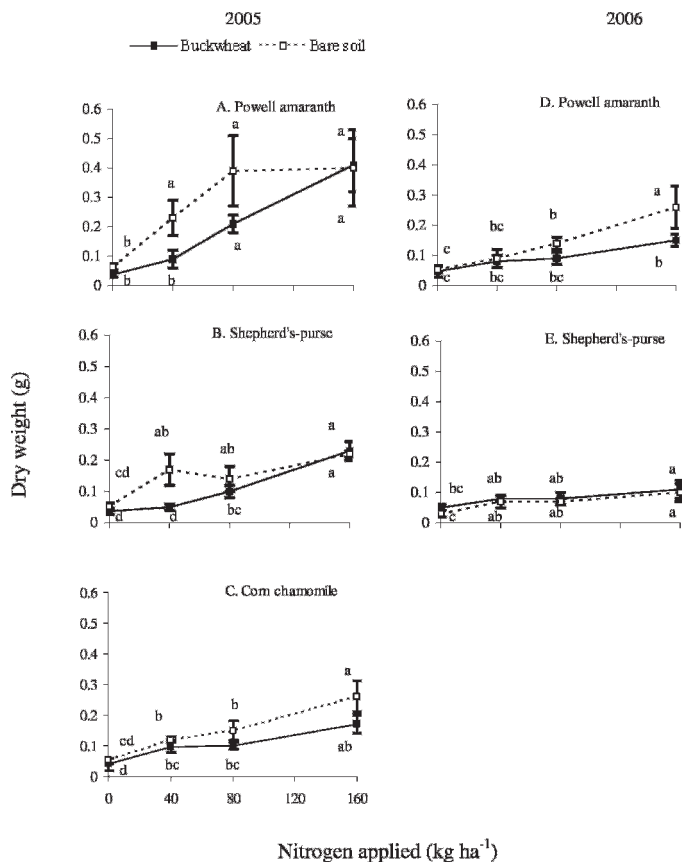 2005 2006
Buckwheat Bare soil
A. Powell amaranth
0.6
0.5
0.4
0.3
0.2
0.1
0
b
a
a
a
b
b
a
a
D. Powell amaranth
0.6
0.5
0.4
0.3
0.2
0.1
0
c
bc
b
a
c
bc
bc
b
B. Shepherd's-purse
0.6
0.5
0.4
0.3
0.2
0.1
0
cd
ab
ab
a
d
d
bc
a
E. Shepherd's-purse
0.6
0.5
0.4
0.3
0.2
0.1
0
bc
ab
ab
a
c
ab
ab
a
C. Corn chamomile
0.6
0.5
0.4
0.3
0.2
0.1
0
cd
b
b
a
d
bc
bc
ab
0 40 80 120 160
Dry weight (g)
Nitrogen applied (kg ha-1)